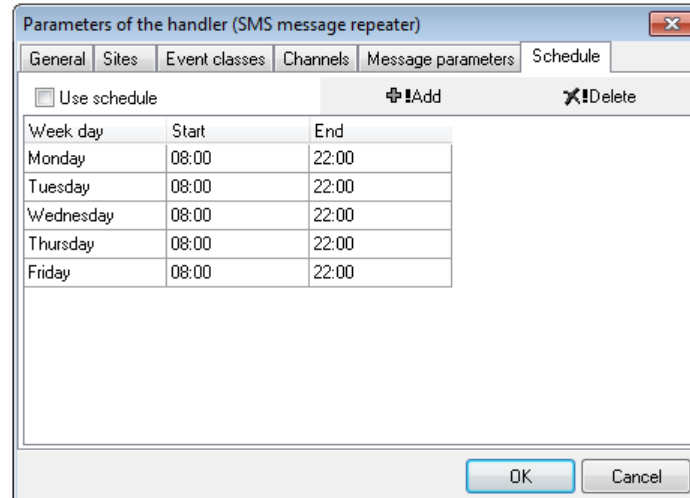 Parameters of the handler (SMS message repeater)
General Sites Event classes Channels Message parameters Schedule
Use schedule !Add !Delete
Week day Start End
Monday 08:00 22:00
Tuesday 08:00 22:00
Wednesday 08:00 22:00
Thursday 08:00 22:00
Friday 08:00 22:00
OK Cancel